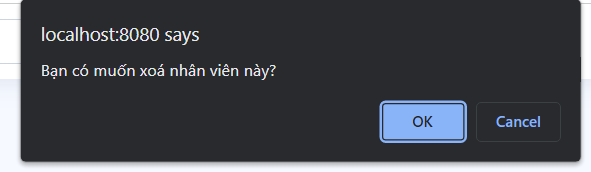 localhost:8080 says
Bạn có muốn xoá nhân viên này?
OK
Cancel